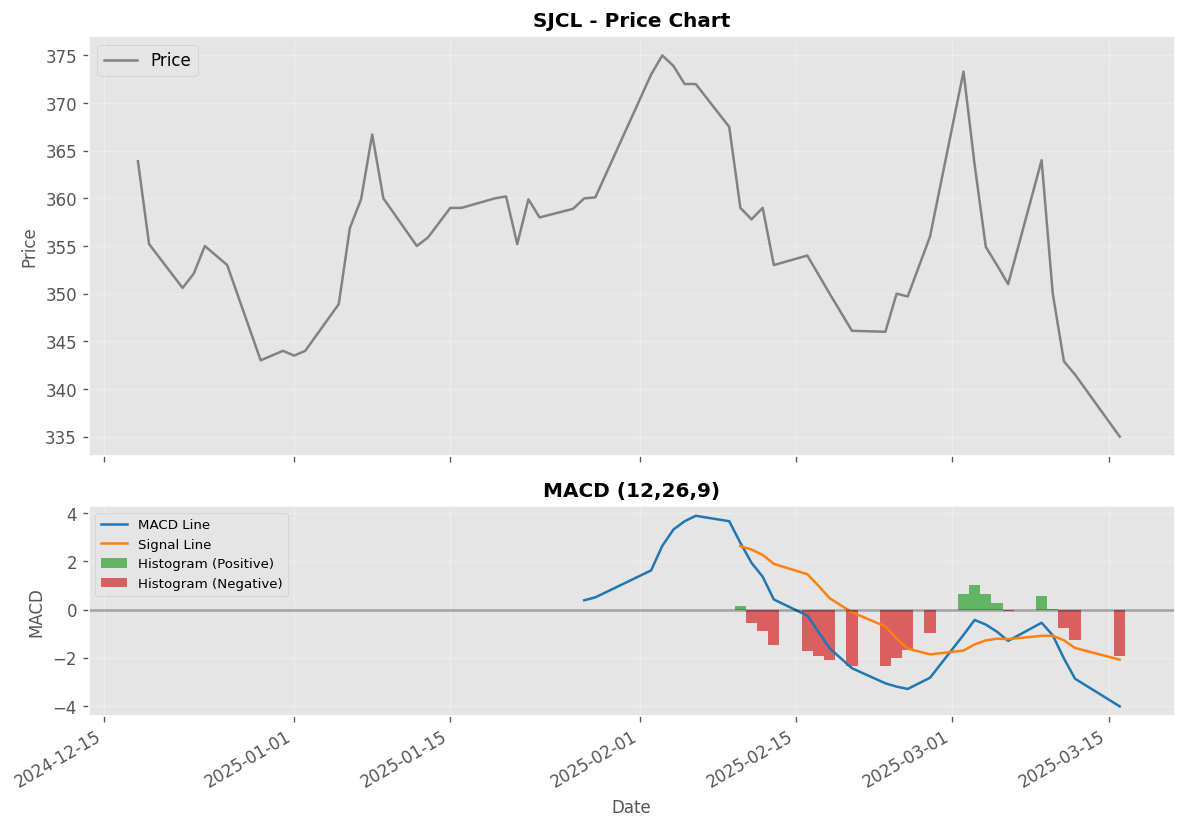 SJCL - Price Chart
Price
375
370
365
360
355
350
345
340
335
Price
MACD (12,26,9)
MACD Line
Signal Line
Histogram (Positive)
Histogram (Negative)
4
2
0
−2
−4
MACD
2024-12-15
2025-01-01
2025-01-15
2025-02-01
2025-02-15
2025-03-01
2025-03-15
Date